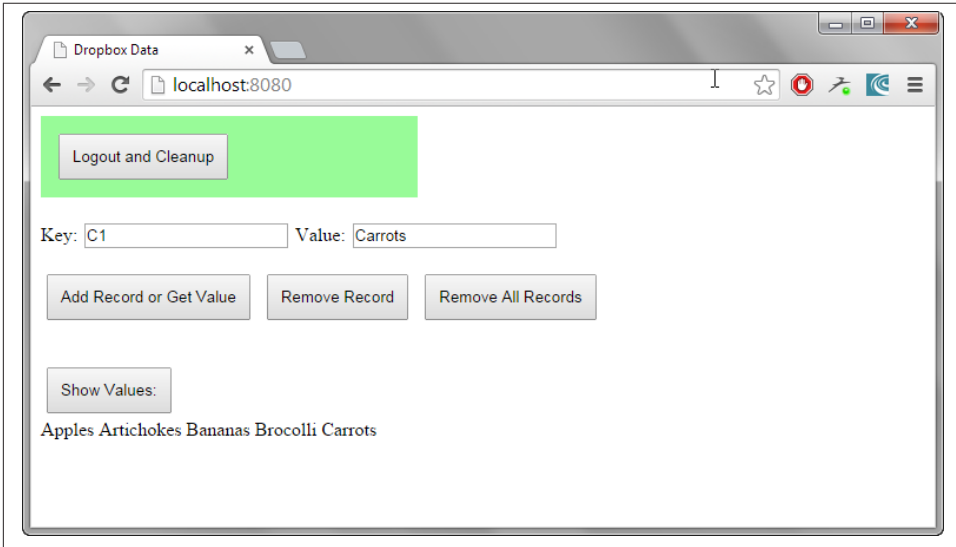 Dropbox Data
localhost:8080
Logout and Cleanup
Key: C1 Value: Carrots
Add Record or Get Value Remove Record Remove All Records
Show Values:
Apples Artichokes Bananas Brocolli Carrots